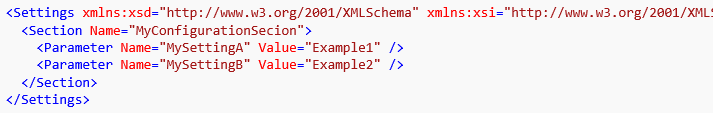 <Settings xmlns:xsd="http://www.w3.org/2001/XMLSchema" xmlns:xsi="http://www.w3.org/2001/XMLS
<Section Name="MyConfigurationSecion">
<Parameter Name="MySettingA" Value="Example1" />
<Parameter Name="MySettingB" Value="Example2" />
</Section>
</Settings>